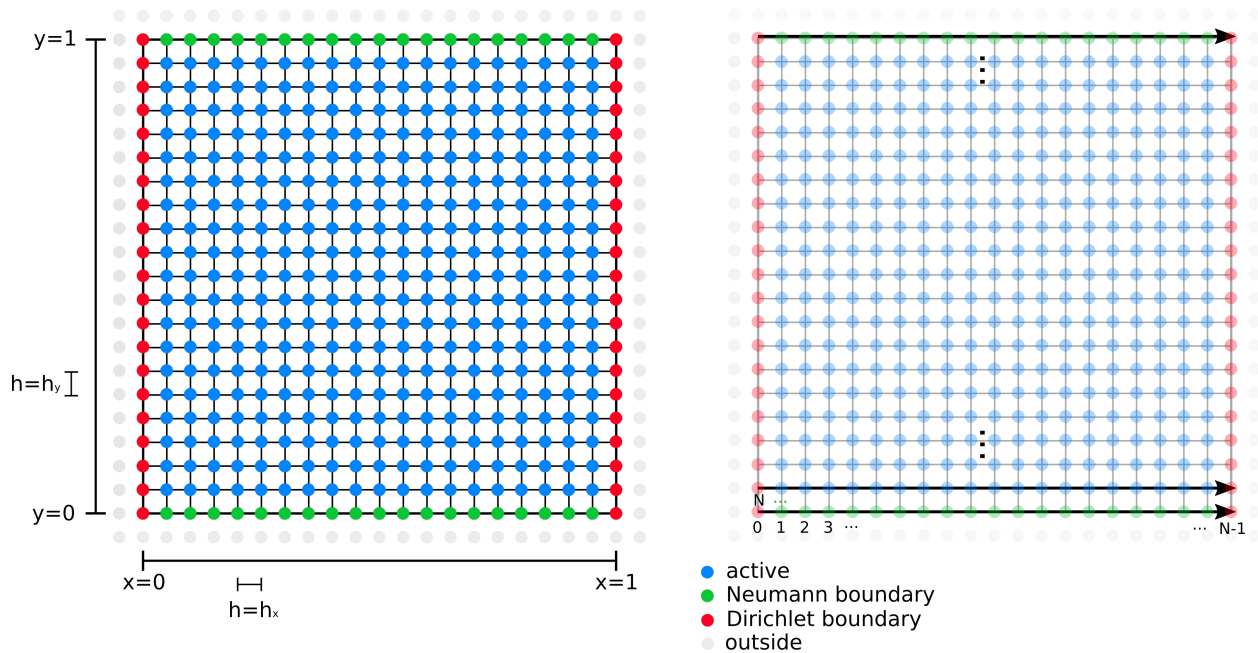 y=1
h=hy
y=0
x=0
x=1
h=hx
⋮
⋮
N ...
0 1 2 3 ... ... N-1
active
Neumann boundary
Dirichlet boundary
outside